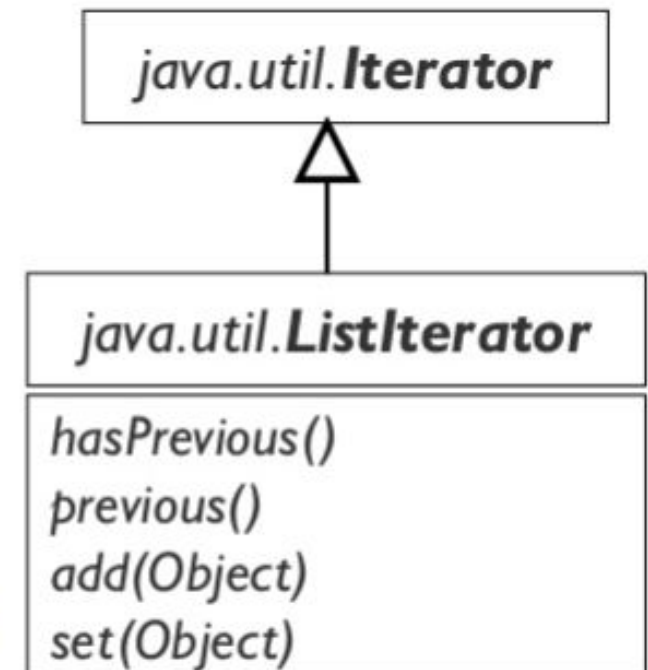 java.util.Iterator
java.util.ListIterator
hasPrevious()
previous()
add(Object)
set(Object)